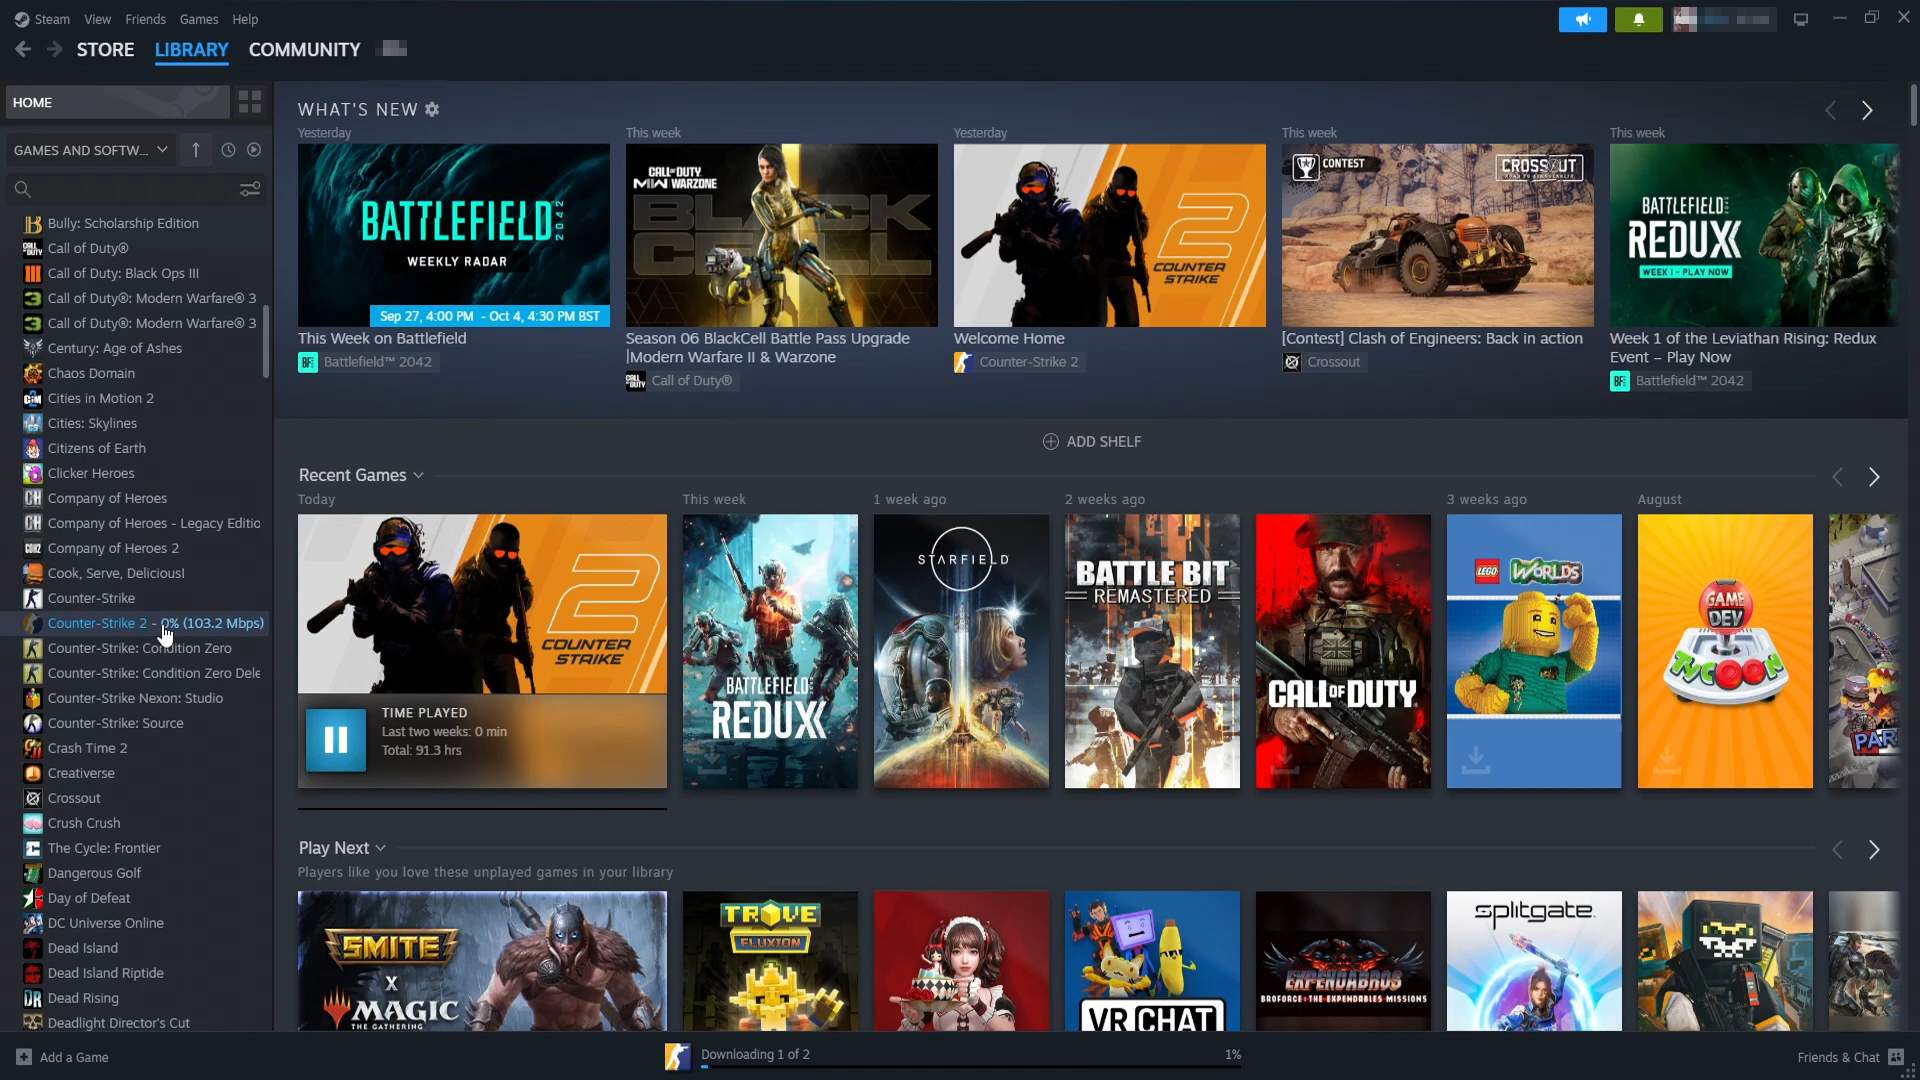 Steam View Friends Games Help
STORE LIBRARY COMMUNITY
HOME
GAMES AND SOFTW...
Bully: Scholarship Edition
Call of Duty®
Call of Duty: Black Ops III
Call of Duty®: Modern Warfare® 3
Call of Duty®: Modern Warfare® 3
Century: Age of Ashes
Chaos Domain
Cities in Motion 2
Cities: Skylines
Citizens of Earth
Clicker Heroes
Company of Heroes
Company of Heroes - Legacy Editio
Company of Heroes 2
Cook, Serve, Delicious!
Counter-Strike
Counter-Strike 2 - 0% (103.2 Mbps)
Counter-Strike: Condition Zero
Counter-Strike: Condition Zero Dele
Counter-Strike Nexon: Studio
Counter-Strike: Source
Crash Time 2
Creativerse
Crossout
Crush Crush
The Cycle: Frontier
Dangerous Golf
Day of Defeat
DC Universe Online
Dead Island
Dead Island Riptide
Dead Rising
Deadlight Director's Cut
Add a Game
WHAT'S NEW
Yesterday
BATTLEFIELD 2042
WEEKLY RADAR
Sep 27, 4:00 PM - Oct 4, 4:30 PM BST
This Week on Battlefield
Battlefield™ 2042
This week
CALL OF DUTY
MWII WARZONE
BLACK
CELL
Season 06 BlackCell Battle Pass Upgrade
|Modern Warfare II & Warzone
Call of Duty®
Yesterday
2
COUNTER
STRIKE
Welcome Home
Counter-Strike 2
This week
CONTEST
CROSSOUT
[Contest] Clash of Engineers: Back in action
Crossout
This week
BATTLEFIELD
REDUX
WEEK 1 - PLAY NOW
Week 1 of the Leviathan Rising: Redux
Event – Play Now
Battlefield™ 2042
ADD SHELF
Recent Games
Today
2
COUNTER
STRIKE
TIME PLAYED
Last two weeks: 0 min
Total: 91.3 hrs
This week
BATTLEFIELD
REDUX
1 week ago
STARFIELD
2 weeks ago
BATTLE BIT
REMASTERED
CALL OF DUTY
3 weeks ago
LEGO WORLDS
August
GAME
DEV
TYCOON
PAR
Play Next
Players like you love these unplayed games in your library
SMITE
X
MAGIC
THE GATHERING
TROVE
FLUXION
VRCHAT
EXPENDABROS
BROFORCE: THE EXPENDABLES MISSIONS
splitgate
Downloading 1 of 2
1%
Friends & Chat